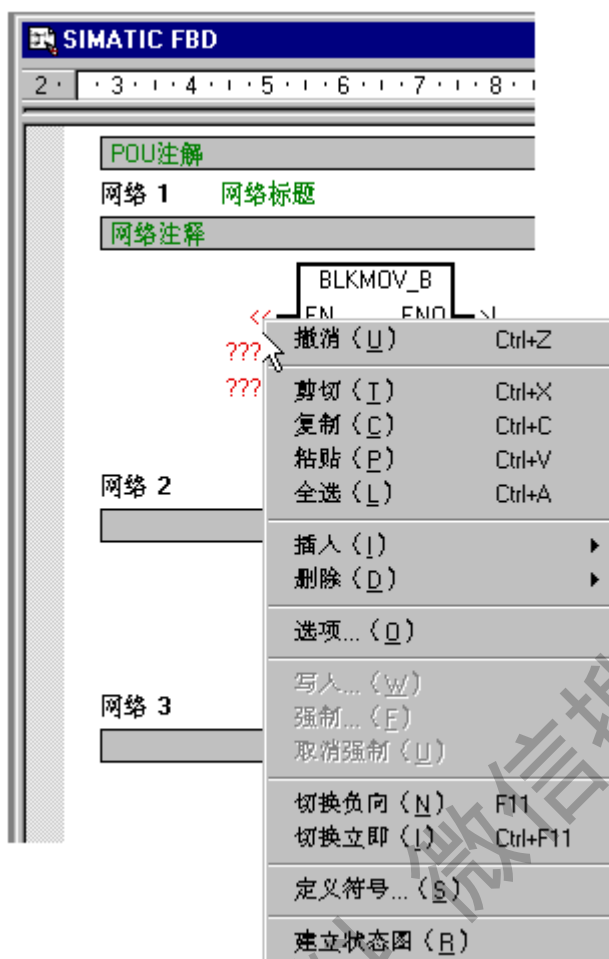 SIMATIC FBD
2 · · 3 · ı · 4 · ı · 5 · ı · 6 · ı · 7 · ı · 8 · ı
POU注解
网络 1 网络标题
网络注释
BLKMOV_B
<< EN ENO
???
???
网络 2
网络 3
撤消（U） Ctrl+Z
剪切（T） Ctrl+X
复制（C） Ctrl+C
粘贴（P） Ctrl+V
全选（L） Ctrl+A
插入（I）
删除（D）
选项...（O）
写入...（W）
强制...（F）
取消强制（U）
切换负向（N） F11
切换立即（I） Ctrl+F11
定义符号...（S）
建立状态图（R）
微信搜